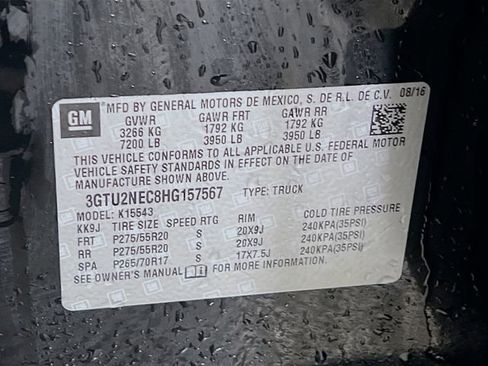 GM MFD BY GENERAL MOTORS DE MEXICO, S. DE R.L. DE C.V. 08/16
GVWR GAWR FRT GAWR RR
3266 KG 1792 KG 1792 KG
7200 LB 3950 LB 3950 LB
THIS VEHICLE CONFORMS TO ALL APPLICABLE U.S. FEDERAL MOTOR
VEHICLE SAFETY STANDARDS IN EFFECT ON THE DATE OF
MANUFACTURE SHOWN ABOVE.
3GTU2NEC8HG157567 TYPE: TRUCK
MODEL: K15543
KK9J TIRE SIZE SPEED RTG RIM COLD TIRE PRESSURE
FRT P275/55R20 S 20X9J 240KPA(35PSI)
RR P275/55R20 S 20X9J 240KPA(35PSI)
SPA P265/70R17 S 17X7.5J 240KPA(35PSI)
SEE OWNER'S MANUAL FOR MORE INFORMATION.